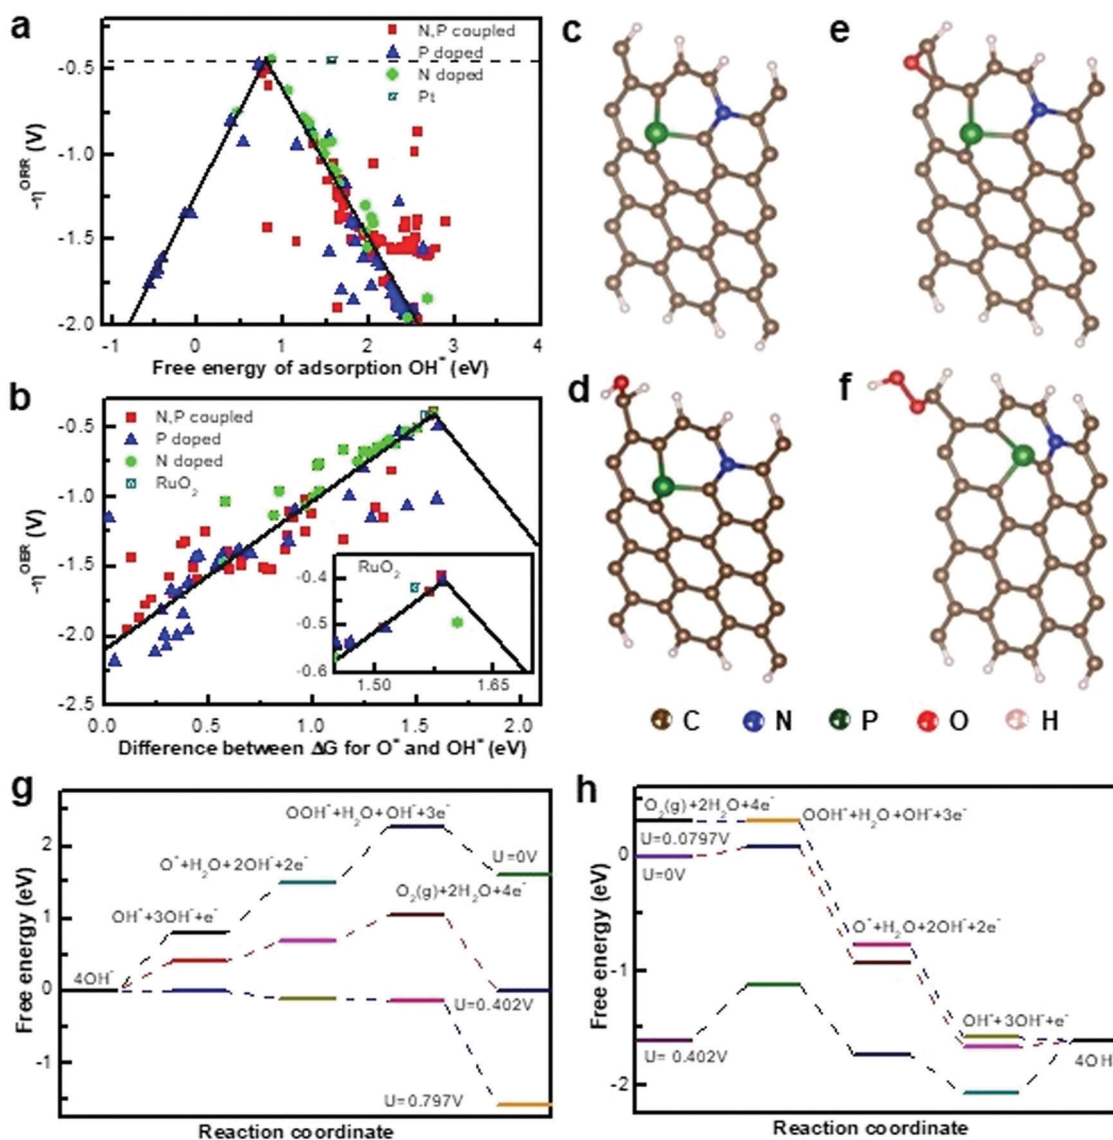 a
N,P coupled
P doped
N doped
Pt
-η^ORR (V)
-0.5
-1.0
-1.5
-2.0
-1 0 1 2 3 4
Free energy of adsorption OH* (eV)
b
N,P coupled
P doped
N doped
RuO2
-η^OER (V)
-0.5
-1.0
-1.5
-2.0
-2.5
RuO2
-0.4
-0.5
-0.6
1.50 1.65
0.0 0.5 1.0 1.5 2.0
Difference between ΔG for O* and OH* (eV)
c
e
d
f
C N P O H
g
Free energy (eV)
2
1
0
-1
4OH-
OH*+3OH-+e-
O*+H2O+2OH-+2e-
OOH*+H2O+OH-+3e-
U=0V
O2(g)+2H2O+4e-
U=0.402V
U=0.797V
Reaction coordinate
h
Free energy (eV)
0
-1
-2
O2(g)+2H2O+4e-
U=0.0797V
U=0V
OOH*+H2O+OH-+3e-
O*+H2O+2OH-+2e-
OH*+3OH-+e-
U= 0.402V
4OH
Reaction coordinate